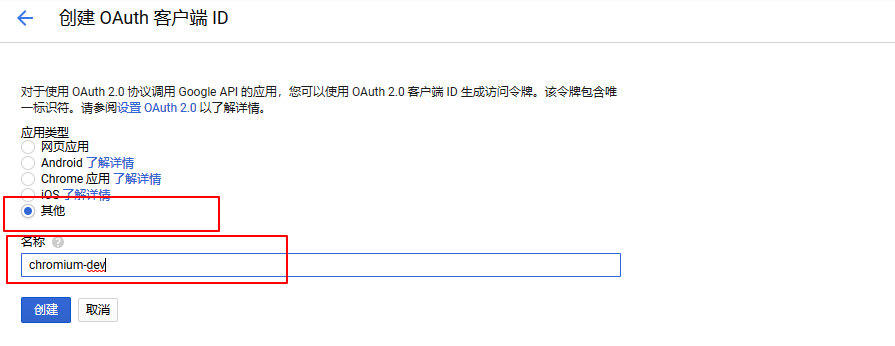 创建 OAuth 客户端 ID
对于使用 OAuth 2.0 协议调用 Google API 的应用，您可以使用 OAuth 2.0 客户端 ID 生成访问令牌。该令牌包含唯
一标识符。请参阅设置 OAuth 2.0 以了解详情。
应用类型
网页应用
Android 了解详情
Chrome 应用 了解详情
iOS 了解详情
其他
名称 ?
chromium-dev
创建 取消